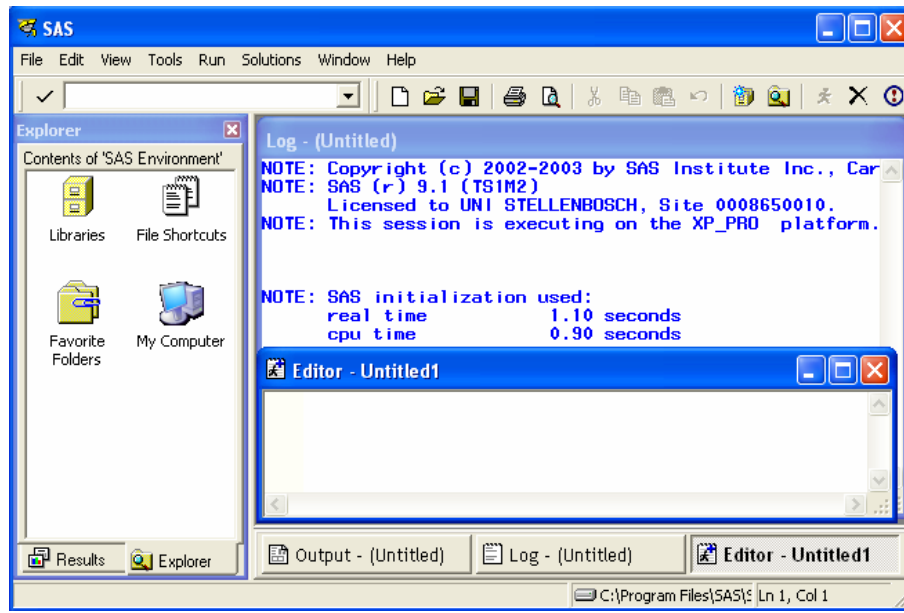 SAS
File Edit View Tools Run Solutions Window Help
Explorer
Contents of 'SAS Environment'
Libraries
File Shortcuts
Favorite Folders
My Computer
Results
Explorer
Log - (Untitled)
NOTE: Copyright (c) 2002-2003 by SAS Institute Inc., Car
NOTE: SAS (r) 9.1 (TS1M2)
Licensed to UNI STELLENBOSCH, Site 0008650010.
NOTE: This session is executing on the XP_PRO platform.
NOTE: SAS initialization used:
real time 1.10 seconds
cpu time 0.90 seconds
Editor - Untitled1
Output - (Untitled)
Log - (Untitled)
Editor - Untitled1
C:\Program Files\SAS\S
Ln 1, Col 1